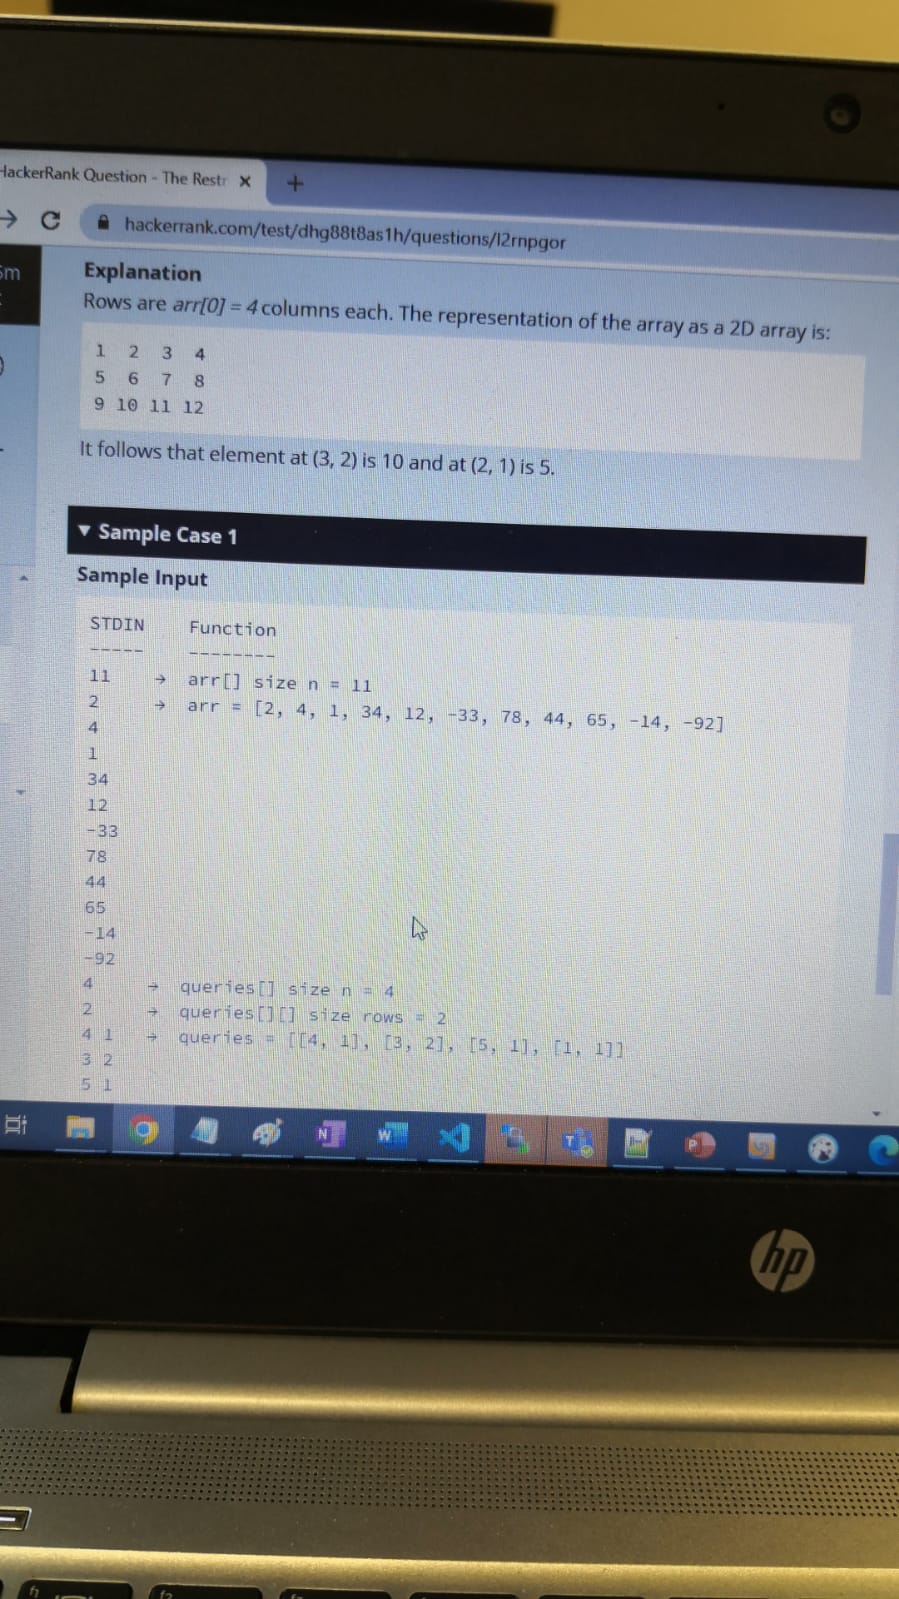 HackerRank Question - The Restr
hackerrank.com/test/dhg88t8as1h/questions/l2rnpgor
Explanation
Rows are arr[0] = 4 columns each. The representation of the array as a 2D array is:
1 2 3 4
5 6 7 8
9 10 11 12
It follows that element at (3, 2) is 10 and at (2, 1) is 5.
▼ Sample Case 1
Sample Input
STDIN Function
----- --------
11 → arr[] size n = 11
2 → arr = [2, 4, 1, 34, 12, -33, 78, 44, 65, -14, -92]
4
1
34
12
-33
78
44
65
-14
-92
4 → queries[] size n = 4
2 → queries[][] size rows = 2
4 1 → queries = [[4, 1], [3, 2], [5, 1], [1, 1]]
3 2
5 1
hp